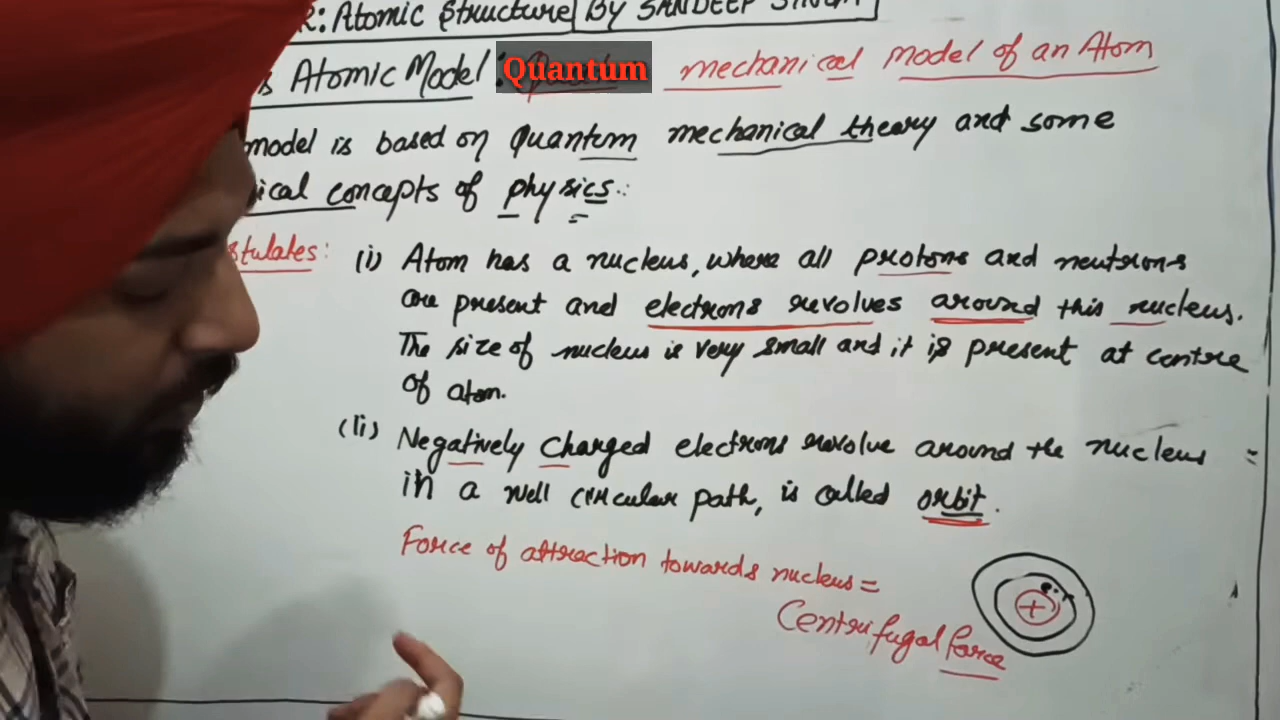 : Atomic Structure By SANDEEP SINGH
s Atomic Model : Quantum mechanical model of an Atom
model is based on Quantum mechanical theary and some
ical concepts of physics.
stulates: (i) Atom has a nucleus, where all protons and neutrons
are present and electrons revolves around this nucleus.
The size of nucleus is very small and it is present at centre
of atom.
(ii) Negatively charged electrons revolve around the nucleus =
in a well circular path, is called orbit.
Force of attraction towards nucleus =
Centrifugal force
+